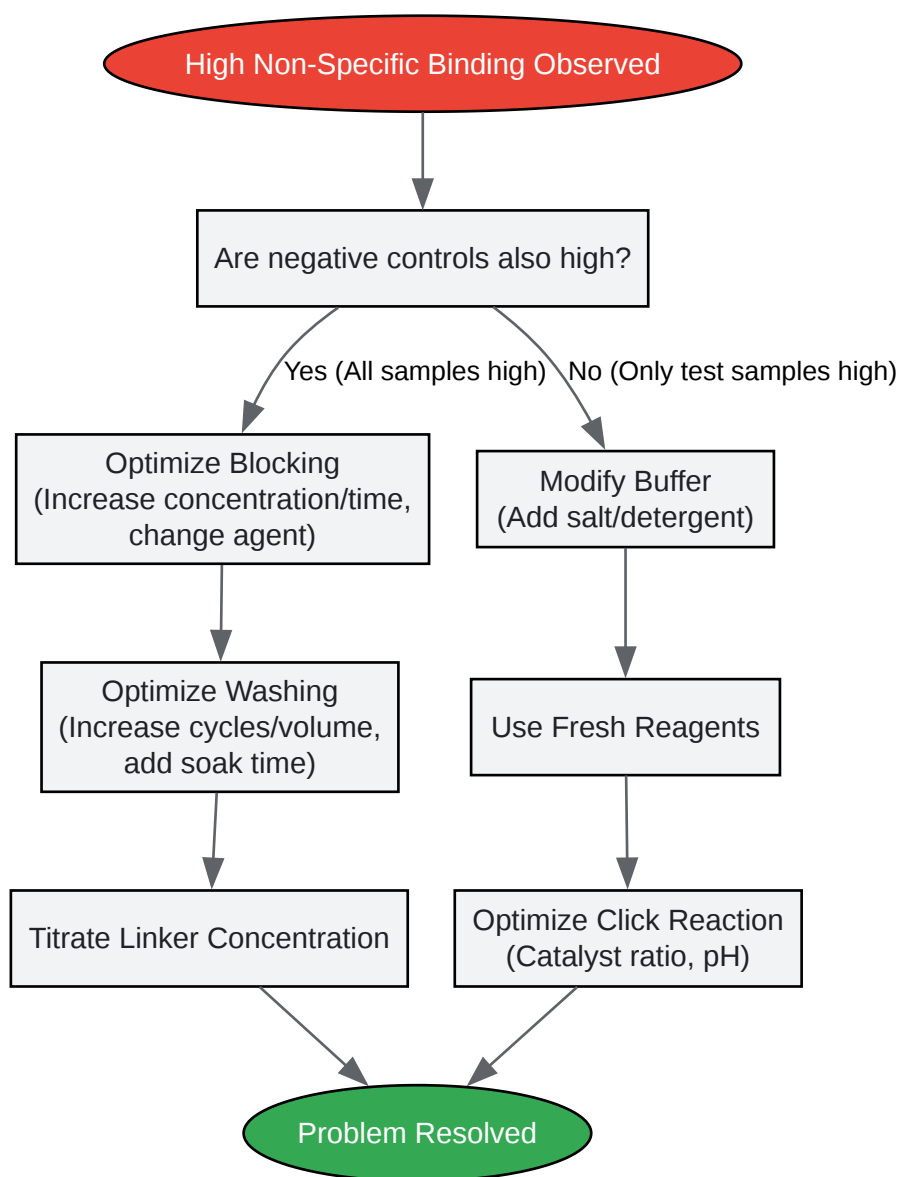 High Non-Specific Binding Observed
Are negative controls also high?
Yes (All samples high)
No (Only test samples high)
Optimize Blocking
(Increase concentration/time,
change agent)
Modify Buffer
(Add salt/detergent)
Optimize Washing
(Increase cycles/volume,
add soak time)
Use Fresh Reagents
Titrate Linker Concentration
Optimize Click Reaction
(Catalyst ratio, pH)
Problem Resolved